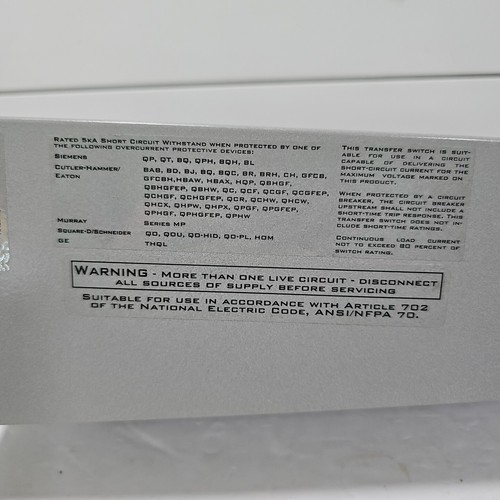 RATED 5KA SHORT CIRCUIT WITHSTAND WHEN PROTECTED BY ONE OF
THE FOLLOWING OVERCURRENT PROTECTIVE DEVICES:
SIEMENS QP, QT, BQ, QPH, BQH, BL
CUTLER-HAMMER/ BAB, BD, BJ, BQ, BQC, BR, BRH, CH, GFCB,
EATON GFCBH, HBAW, HBAX, HQP, QBHGF,
QBHGFEP, QBHW, QC, QCF, QCGF, QCGFEP,
QCHGF, QCHGFEP, QCR, QCHW, QHCW,
QHCX, QHPW, QHPX, QPGF, QPGFEP,
QPHGF, QPHGFEP, QPHW
MURRAY SERIES MP
SQUARE-D/SCHNEIDER QO, QOU, QO-HID, QO-PL, HOM
GE THQL
THIS TRANSFER SWITCH IS SUIT-
ABLE FOR USE IN A CIRCUIT
CAPABLE OF DELIVERING THE
SHORT-CIRCUIT CURRENT FOR THE
MAXIMUM VOLTAGE MARKED ON
THIS PRODUCT.
WHEN PROTECTED BY A CIRCUIT
BREAKER, THE CIRCUIT BREAKER
UPSTREAM SHALL NOT INCLUDE A
SHORT-TIME TRIP RESPONSE. THIS
TRANSFER SWITCH DOES NOT IN-
CLUDE SHORT-TIME RATINGS.
CONTINUOUS LOAD CURRENT
NOT TO EXCEED 80 PERCENT OF
SWITCH RATING.
WARNING - MORE THAN ONE LIVE CIRCUIT - DISCONNECT
ALL SOURCES OF SUPPLY BEFORE SERVICING
SUITABLE FOR USE IN ACCORDANCE WITH ARTICLE 702
OF THE NATIONAL ELECTRIC CODE, ANSI/NFPA 70.